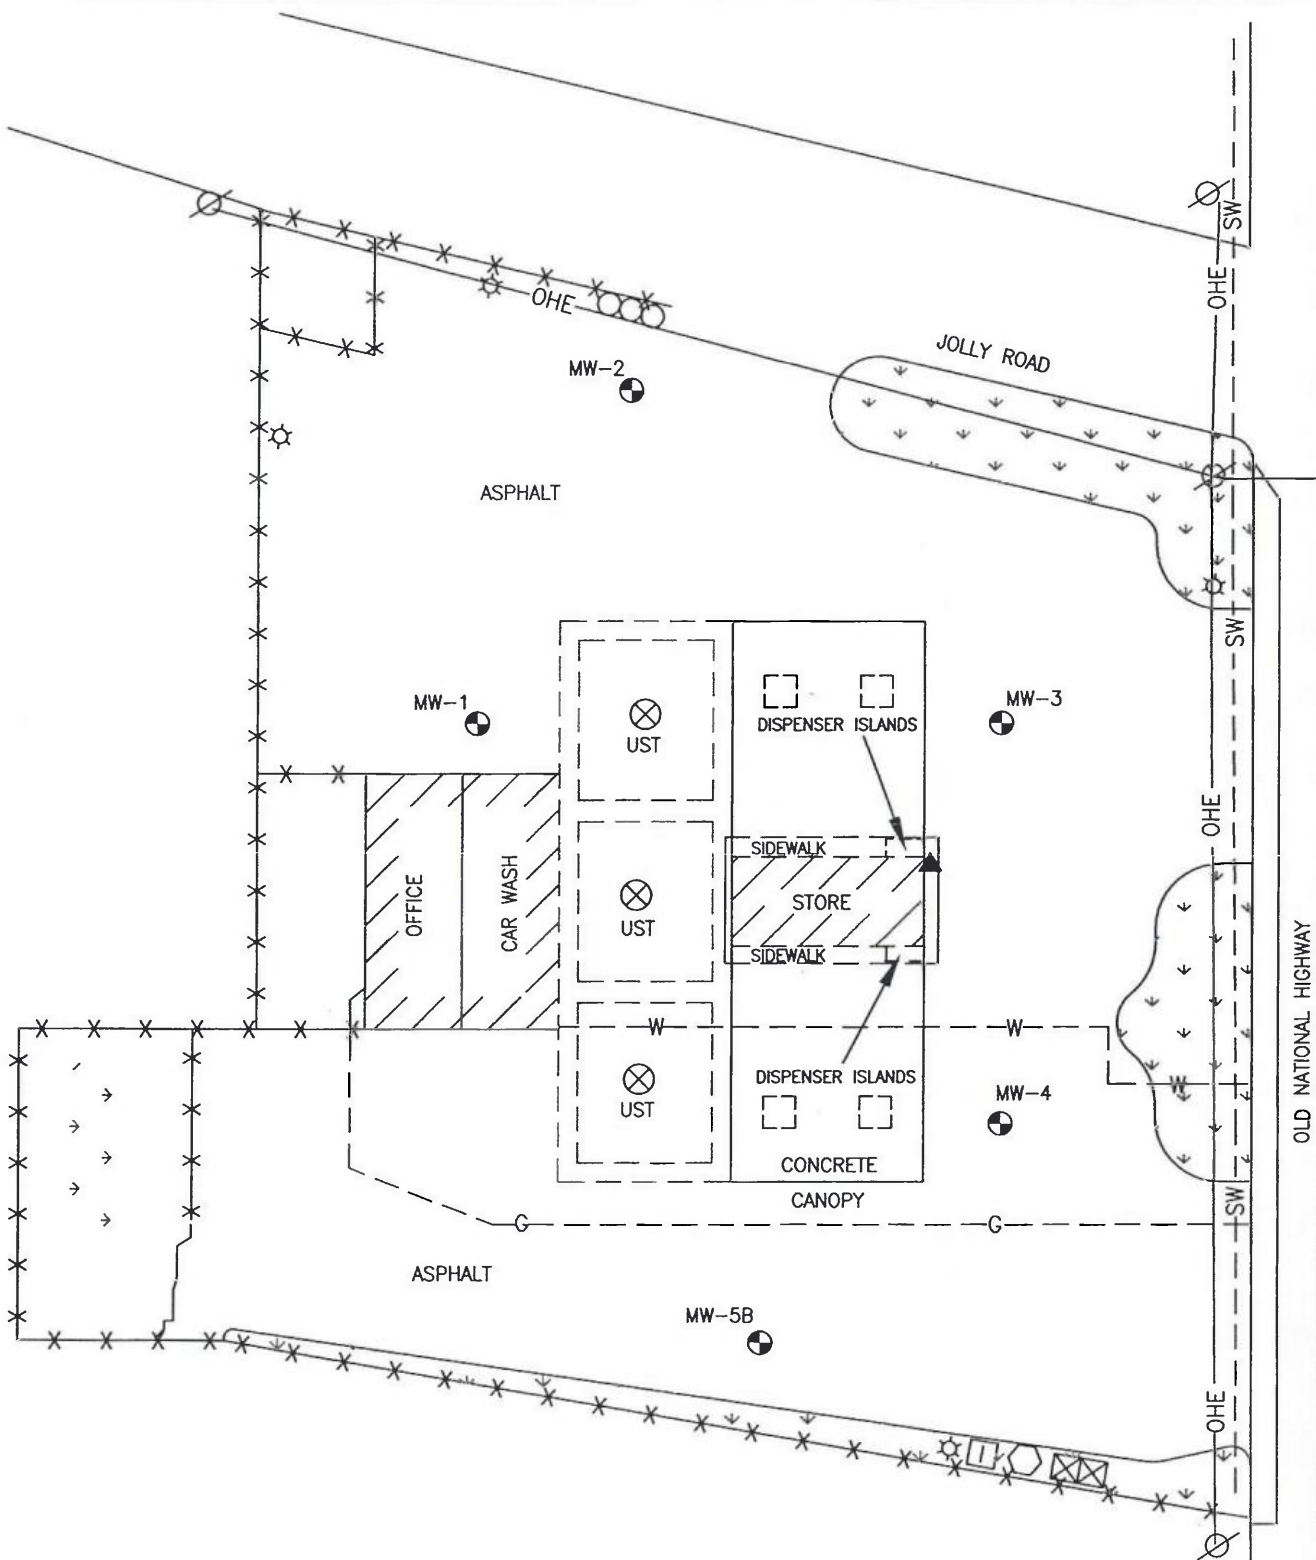 SW
OHE
OHE
JOLLY ROAD
MW-2
ASPHALT
SW
MW-1
MW-3
UST
DISPENSER ISLANDS
OHE
SIDEWALK
OFFICE
CAR WASH
UST
STORE
SIDEWALK
OLD NATIONAL HIGHWAY
W
W
W
DISPENSER ISLANDS
UST
MW-4
CONCRETE
CANOPY
SW
G
G
ASPHALT
MW-5B
OHE